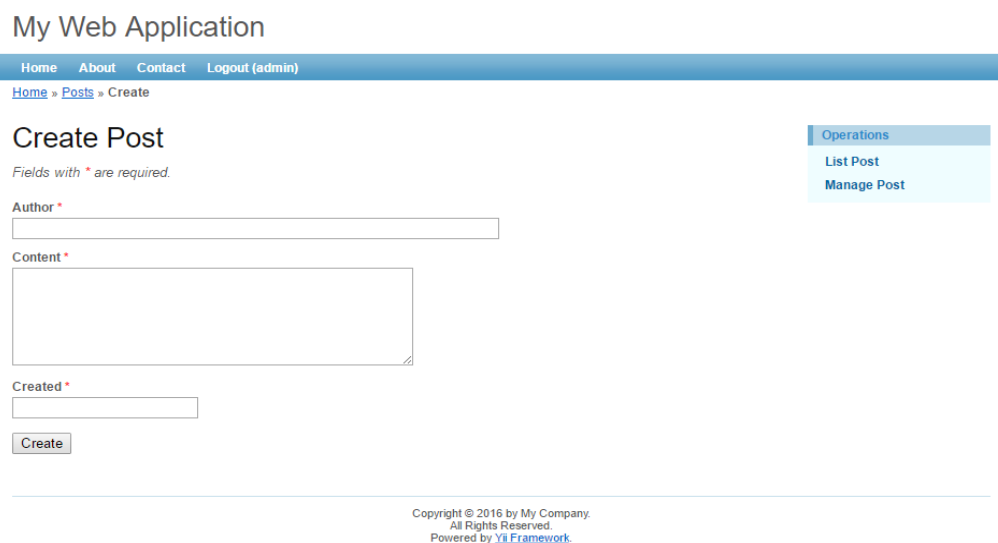 My Web Application
Home About Contact Logout (admin)
Home » Posts » Create
Create Post
Fields with * are required.
Author *
Content *
Created *
Create
Operations
List Post
Manage Post
Copyright © 2016 by My Company.
All Rights Reserved.
Powered by Yii Framework.